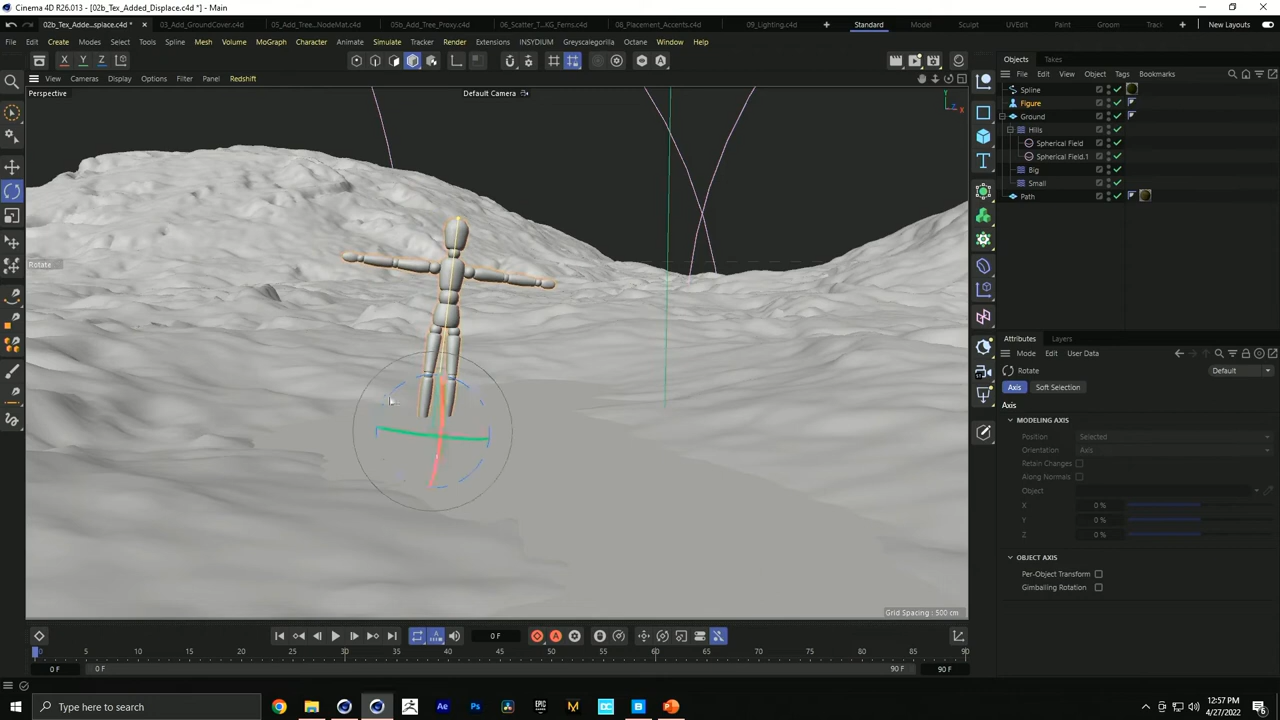 Cinema 4D R26.013 - [02b_Tex_Added_Displace.c4d *] - Main
02b_Tex_Adde...splace.c4d *
03_Add_GroundCover.c4d
05_Add_Tree_...NodeMat.c4d
05b_Add_Tree_Proxy.c4d
06_Scatter_T...KG_Ferns.c4d
08_Placement_Accents.c4d
09_Lighting.c4d
Standard
Model
Sculpt
UVEdit
Paint
Groom
Track
New Layouts
File Edit Create Modes Select Tools Spline Mesh Volume MoGraph Character Animate Simulate Tracker Render Extensions INSYDIUM Greyscalegorilla Octane Window Help
Objects Takes
File Edit View Object Tags Bookmarks
View Cameras Display Options Filter Panel Redshift
Perspective
Default Camera
Y
Z
X
Spline
Figure
Ground
Hills
Spherical Field
Spherical Field.1
Big
Small
Path
Rotate
Attributes Layers
Mode Edit User Data
Rotate
Default
Axis Soft Selection
Axis
MODELING AXIS
Position Selected
Orientation Axis
Retain Changes
Along Normals
Object
X 0 %
Y 0 %
Z 0 %
OBJECT AXIS
Per-Object Transform
Gimballing Rotation
Grid Spacing : 500 cm
0 F
0 5 10 15 20 25 30 35 40 45 50 55 60 65 70 75 80 85 90
0 F 0 F 90 F 90 F
Type here to search
12:57 PM
4/27/2022